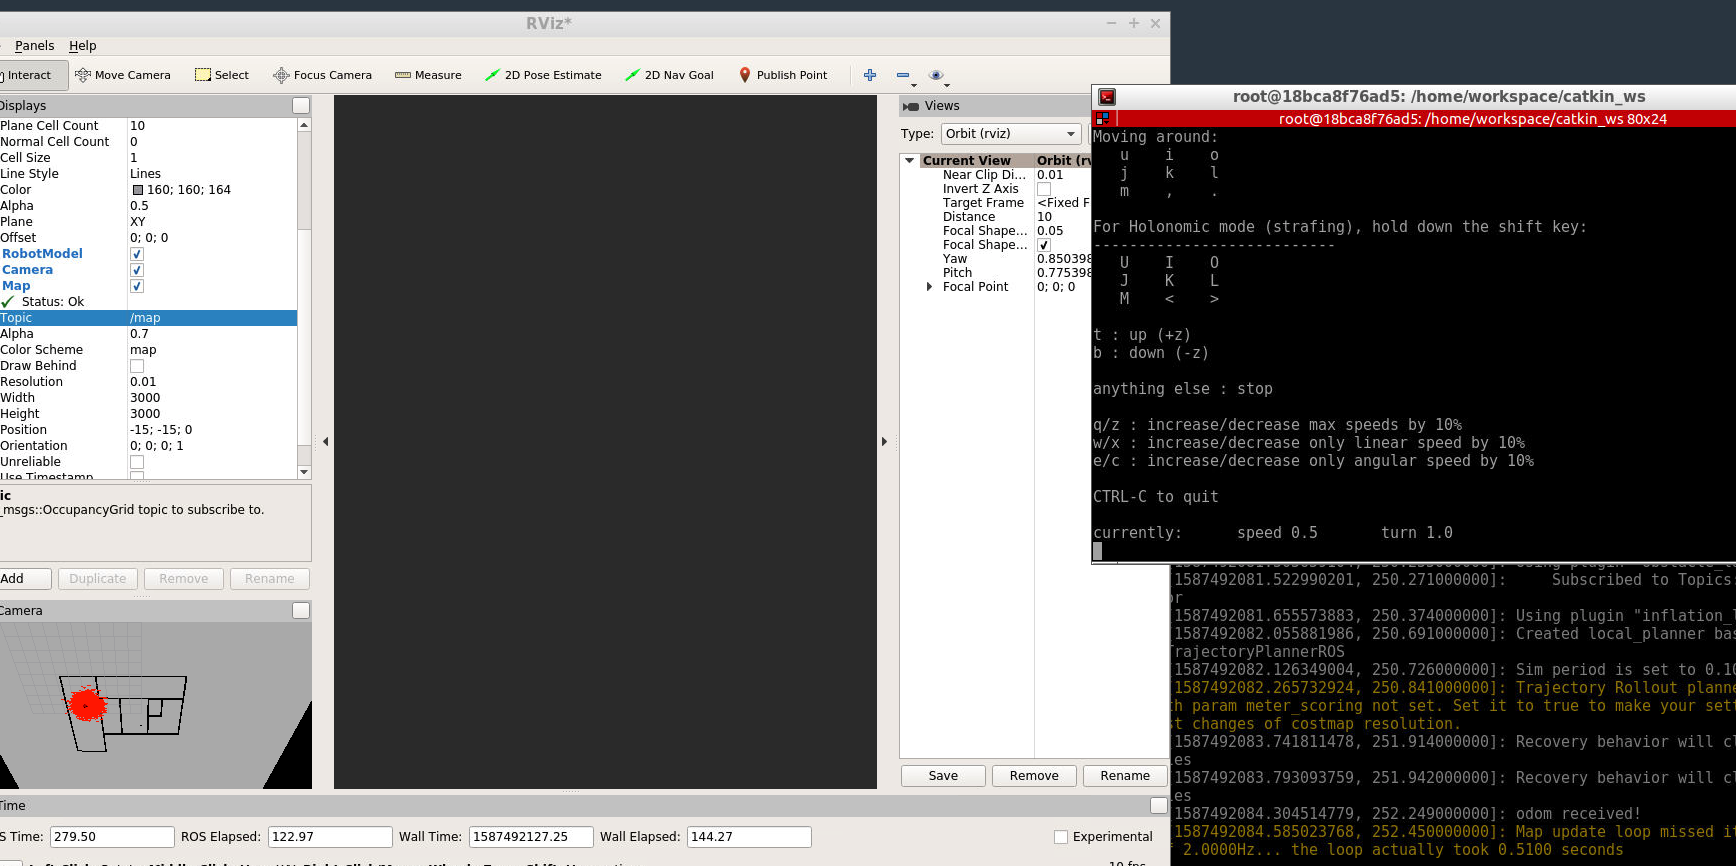 RViz*
Panels Help
Interact Move Camera Select Focus Camera Measure 2D Pose Estimate 2D Nav Goal Publish Point
Displays
Plane Cell Count 10
Normal Cell Count 0
Cell Size 1
Line Style Lines
Color 160; 160; 164
Alpha 0.5
Plane XY
Offset 0; 0; 0
RobotModel
Camera
Map
Status: Ok
Topic /map
Alpha 0.7
Color Scheme map
Draw Behind
Resolution 0.01
Width 3000
Height 3000
Position -15; -15; 0
Orientation 0; 0; 0; 1
Unreliable
Use Timestamp
ic
_msgs::OccupancyGrid topic to subscribe to.
Add Duplicate Remove Rename
Camera
Views
Type: Orbit (rviz)
Current View Orbit (rv
Near Clip Di... 0.01
Invert Z Axis
Target Frame <Fixed F
Distance 10
Focal Shape... 0.05
Focal Shape...
Yaw 0.850398
Pitch 0.775398
Focal Point 0; 0; 0
Save Remove Rename
Time
S Time: 279.50 ROS Elapsed: 122.97 Wall Time: 1587492127.25 Wall Elapsed: 144.27 Experimental
10 fps
root@18bca8f76ad5: /home/workspace/catkin_ws
root@18bca8f76ad5: /home/workspace/catkin_ws 80x24
Moving around:
u i o
j k l
m , .
For Holonomic mode (strafing), hold down the shift key:
---------------------------
U I O
J K L
M < >
t : up (+z)
b : down (-z)
anything else : stop
q/z : increase/decrease max speeds by 10%
w/x : increase/decrease only linear speed by 10%
e/c : increase/decrease only angular speed by 10%
CTRL-C to quit
currently: speed 0.5 turn 1.0
1587492081.522990201, 250.271000000]: Subscribed to Topics:
or
1587492081.655573883, 250.374000000]: Using plugin "inflation_l
1587492082.055881986, 250.691000000]: Created local_planner bas
TrajectoryPlannerROS
1587492082.126349004, 250.726000000]: Sim period is set to 0.10
1587492082.265732924, 250.841000000]: Trajectory Rollout planne
th param meter_scoring not set. Set it to true to make your sett
st changes of costmap resolution.
1587492083.741811478, 251.914000000]: Recovery behavior will cl
es
1587492083.793093759, 251.942000000]: Recovery behavior will cl
es
1587492084.304514779, 252.249000000]: odom received!
1587492084.585023768, 252.450000000]: Map update loop missed it
f 2.0000Hz... the loop actually took 0.5100 seconds